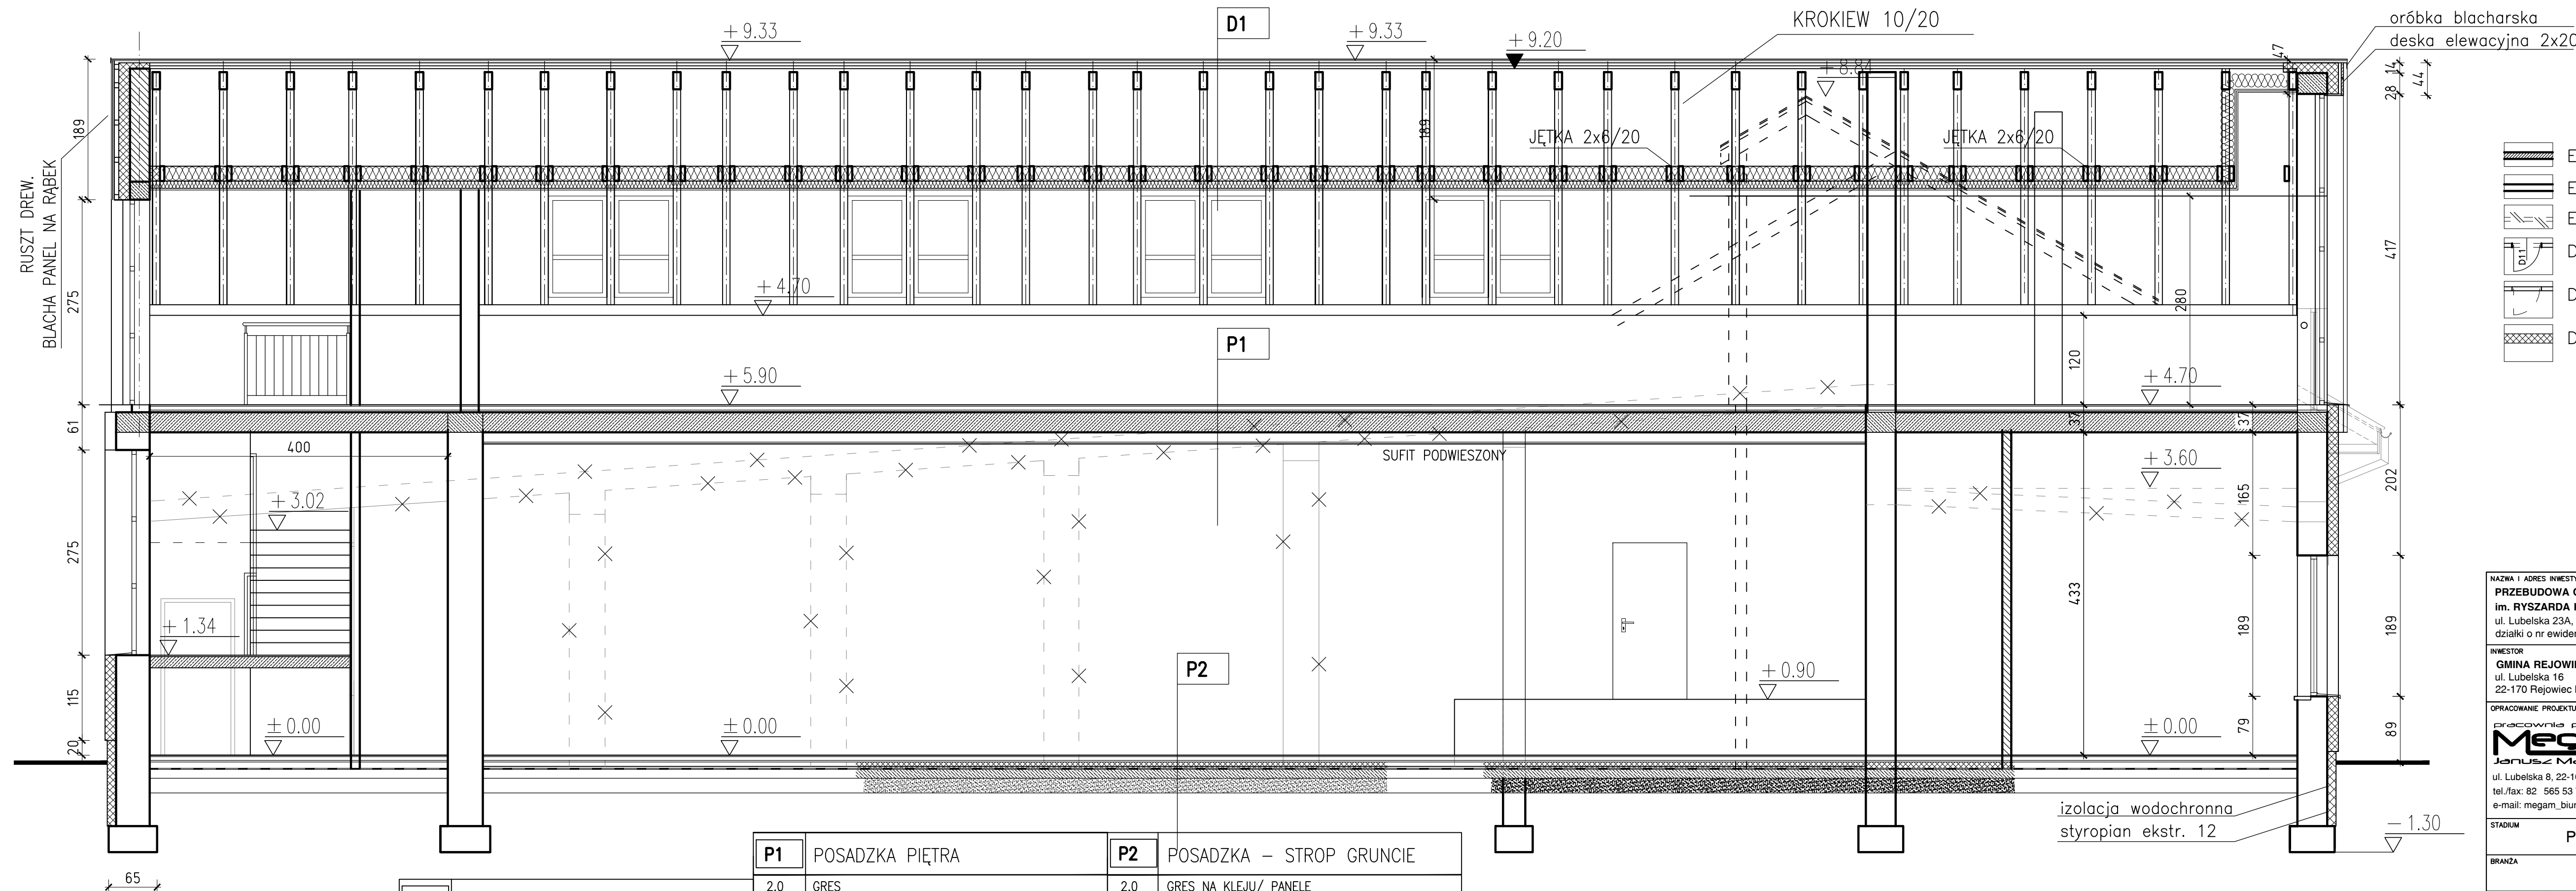 + 9.33
D1
+ 9.33
+ 9.20
KROKIEW 10/20
oróbka blacharska
deska elewacyjna 2x20
47
+ 8.84
14
28
44
189
189
JĘTKA 2x6/20
JĘTKA 2x6/20
RUSZT DREW.
BLACHA PANEL NA RĄBEK
D11
417
275
+ 4.70
280
P1
120
+ 5.90
+ 4.70
61
400
37
37
SUFIT PODWIESZONY
+ 3.60
202
165
+ 3.02
275
433
189
189
+ 1.34
P2
+ 0.90
115
± 0.00
± 0.00
± 0.00
79
89
20
izolacja wodochronna
styropian ekstr. 12
− 1.30
65
P1 POSADZKA PIĘTRA
P2 POSADZKA – STROP GRUNCIE
2.0 GRES
2.0 GRES NA KLEJU/ PANELE
E
E
E
D
D
D
NAZWA I ADRES INWESTY
PRZEBUDOWA
im. RYSZARDA
ul. Lubelska 23A,
działki o nr ewide
INWESTOR
GMINA REJOWI
ul. Lubelska 16
22-170 Rejowiec
OPRACOWANIE PROJEKTU
pracownia p
Meg
Janusz Ma
ul. Lubelska 8, 22-1
tel./fax: 82 565 53
e-mail: megam_biu
STADIUM
P
BRANŻA